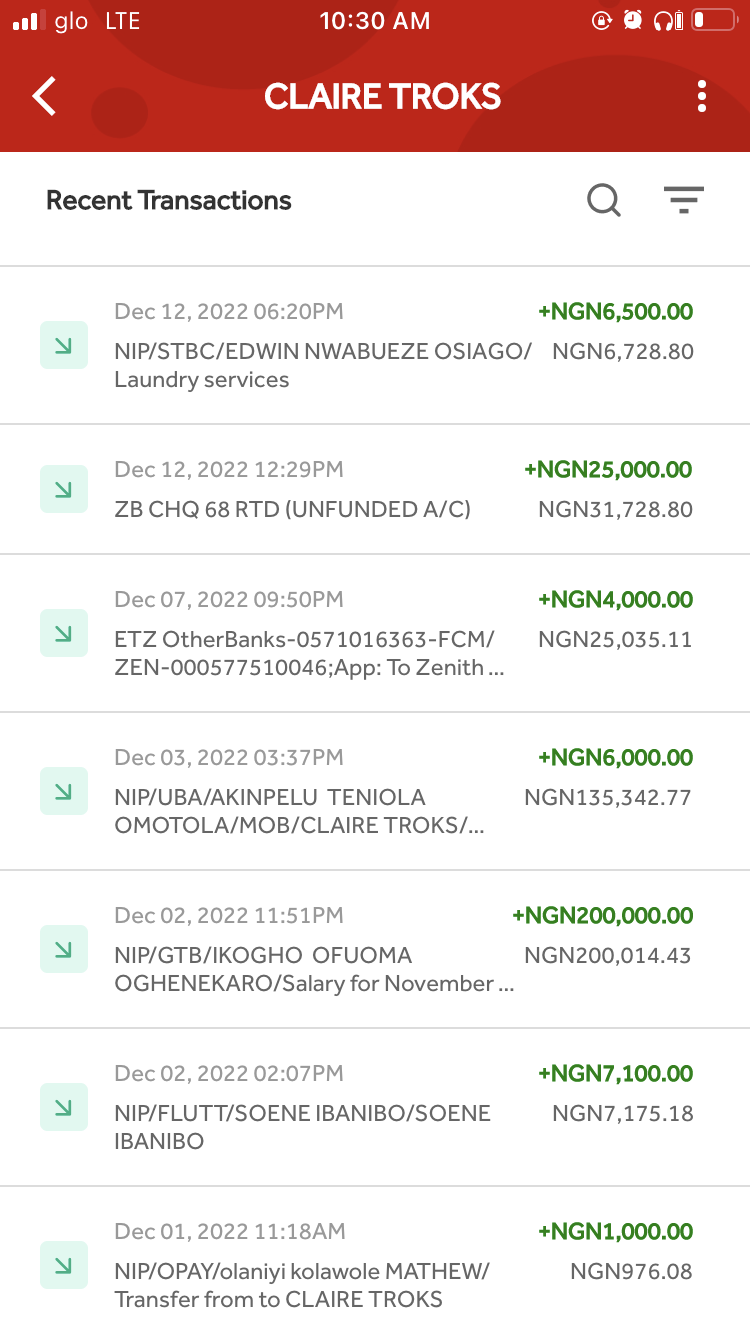 glo LTE 10:30 AM
CLAIRE TROKS
Recent Transactions
Dec 12, 2022 06:20PM +NGN6,500.00
NIP/STBC/EDWIN NWABUEZE OSIAGO/ NGN6,728.80
Laundry services
Dec 12, 2022 12:29PM +NGN25,000.00
ZB CHQ 68 RTD (UNFUNDED A/C) NGN31,728.80
Dec 07, 2022 09:50PM +NGN4,000.00
ETZ OtherBanks-0571016363-FCM/ NGN25,035.11
ZEN-000577510046;App: To Zenith ...
Dec 03, 2022 03:37PM +NGN6,000.00
NIP/UBA/AKINPELU TENIOLA NGN135,342.77
OMOTOLA/MOB/CLAIRE TROKS/...
Dec 02, 2022 11:51PM +NGN200,000.00
NIP/GTB/IKOGHO OFUOMA NGN200,014.43
OGHENEKARO/Salary for November ...
Dec 02, 2022 02:07PM +NGN7,100.00
NIP/FLUTT/SOENE IBANIBO/SOENE NGN7,175.18
IBANIBO
Dec 01, 2022 11:18AM +NGN1,000.00
NIP/OPAY/olaniyi kolawole MATHEW/ NGN976.08
Transfer from to CLAIRE TROKS